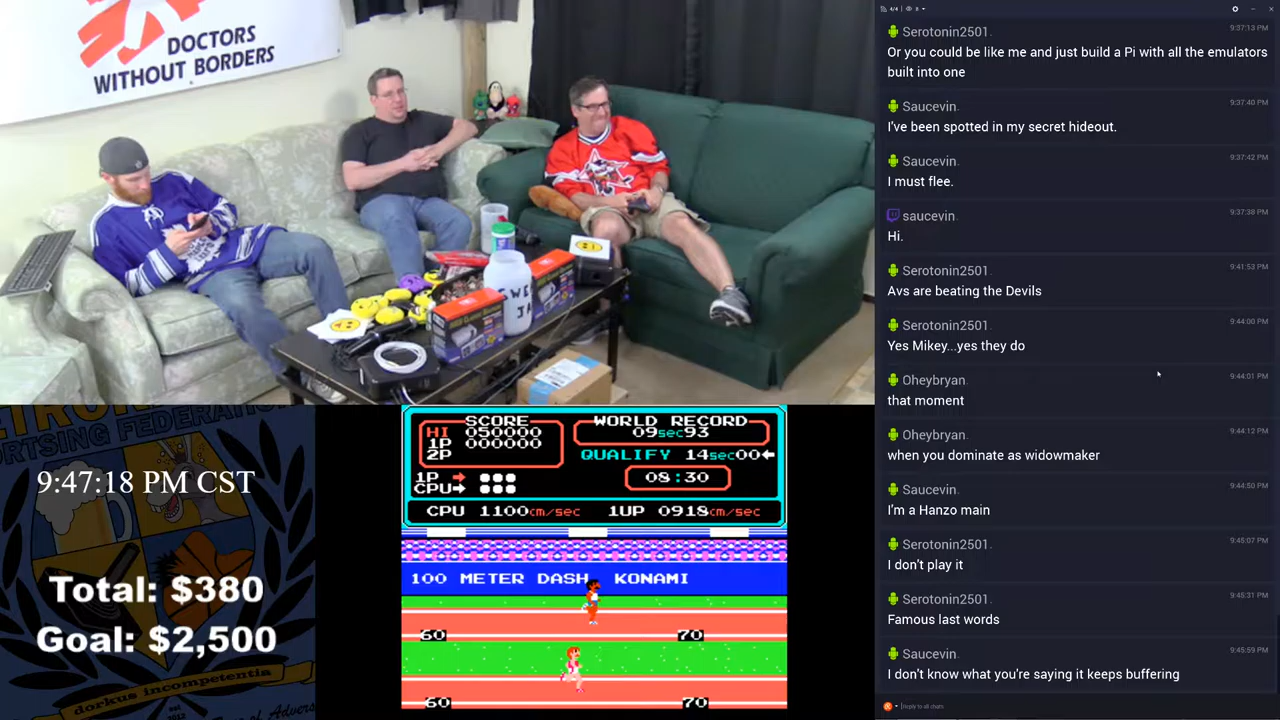 DOCTORS
WITHOUT BORDERS
4/4
8
Serotonin2501
9:37:13 PM
Or you could be like me and just build a Pi with all the emulators
built into one
Saucevin
9:37:40 PM
I've been spotted in my secret hideout.
Saucevin
9:37:42 PM
I must flee.
saucevin
9:37:38 PM
Hi.
Serotonin2501
9:41:53 PM
Avs are beating the Devils
Serotonin2501
9:44:00 PM
Yes Mikey...yes they do
Oheybryan
9:44:01 PM
that moment
Oheybryan
9:44:12 PM
when you dominate as widowmaker
Saucevin
9:44:50 PM
I'm a Hanzo main
Serotonin2501
9:45:07 PM
I don't play it
Serotonin2501
9:45:31 PM
Famous last words
Saucevin
9:45:59 PM
I don't know what you're saying it keeps buffering
Reply to all chats
9:47:18 PM CST
Total: $380
Goal: $2,500
dorkus incompetentia
SCORE
HI 050000
1P 000000
2P
WORLD RECORD
09sec93
QUALIFY 14sec00
1P
CPU
08:30
CPU 1100cm/sec 1UP 0918cm/sec
100 METER DASH KONAMI
60 70
60 70